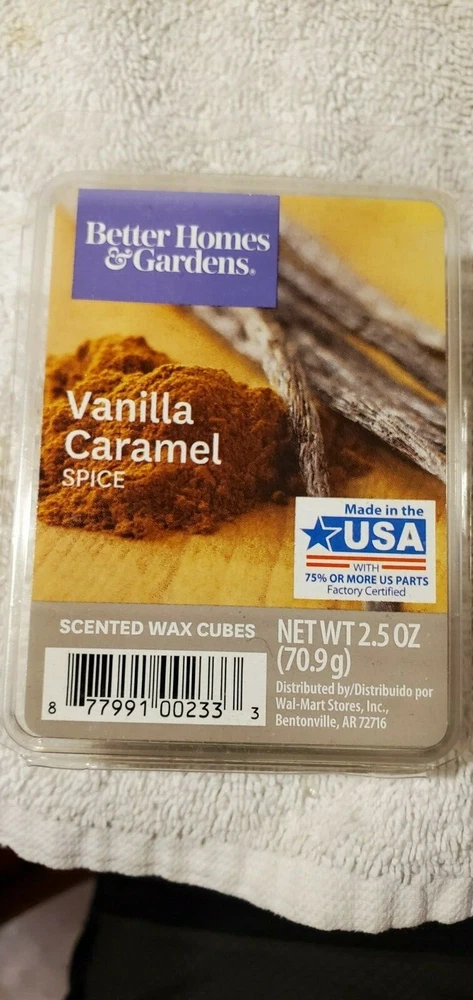 Better Homes
&Gardens®
Vanilla
Caramel
SPICE
Made in the
USA
WITH
75% OR MORE US PARTS
Factory Certified
SCENTED WAX CUBES
NET WT 2.5 OZ
(70.9 g)
8 77991 00233 3
Distributed by/Distribuido por
Wal-Mart Stores, Inc.,
Bentonville, AR 72716